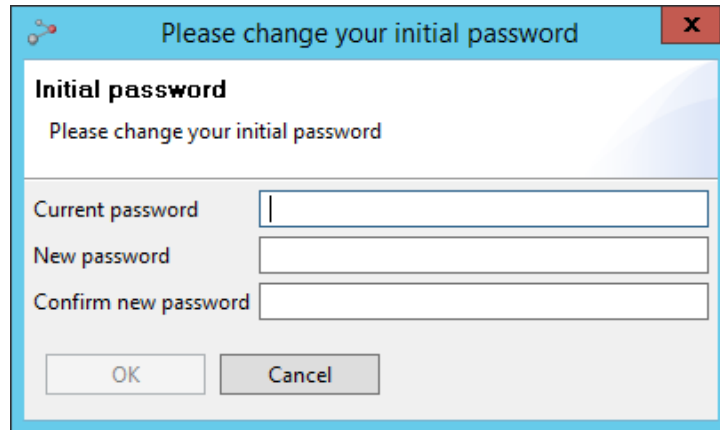 Please change your initial password
x
Initial password
Please change your initial password
Current password
New password
Confirm new password
OK
Cancel